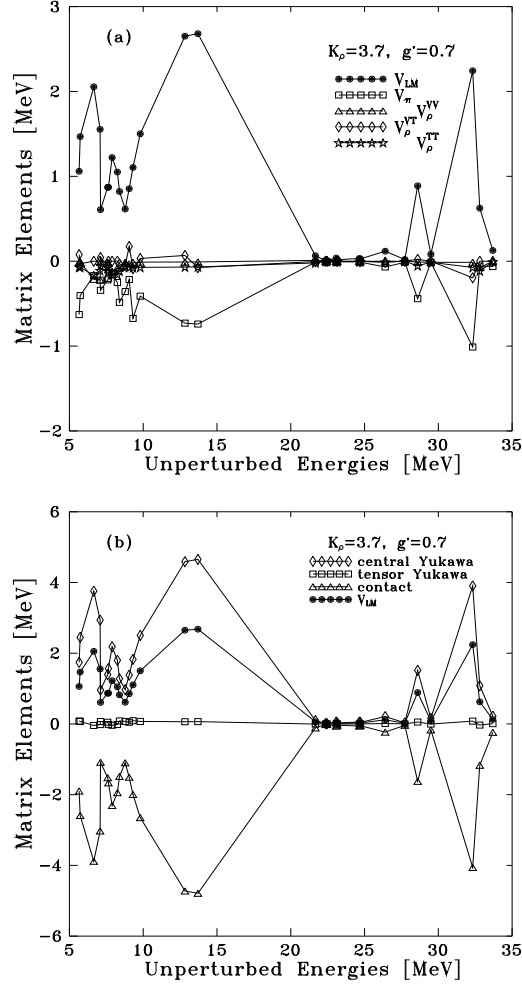 (a)
K_ρ=3.7, g'=0.7
V_LM
V_π
V_ρ^VV
V_ρ^VT
V_ρ^TT
Matrix Elements [MeV]
3
2
1
0
−1
−2
5 10 15 20 25 30 35
Unperturbed Energies [MeV]
(b)
K_ρ=3.7, g'=0.7
central Yukawa
tensor Yukawa
contact
V_LM
Matrix Elements [MeV]
6
4
2
0
−2
−4
−6
5 10 15 20 25 30 35
Unperturbed Energies [MeV]